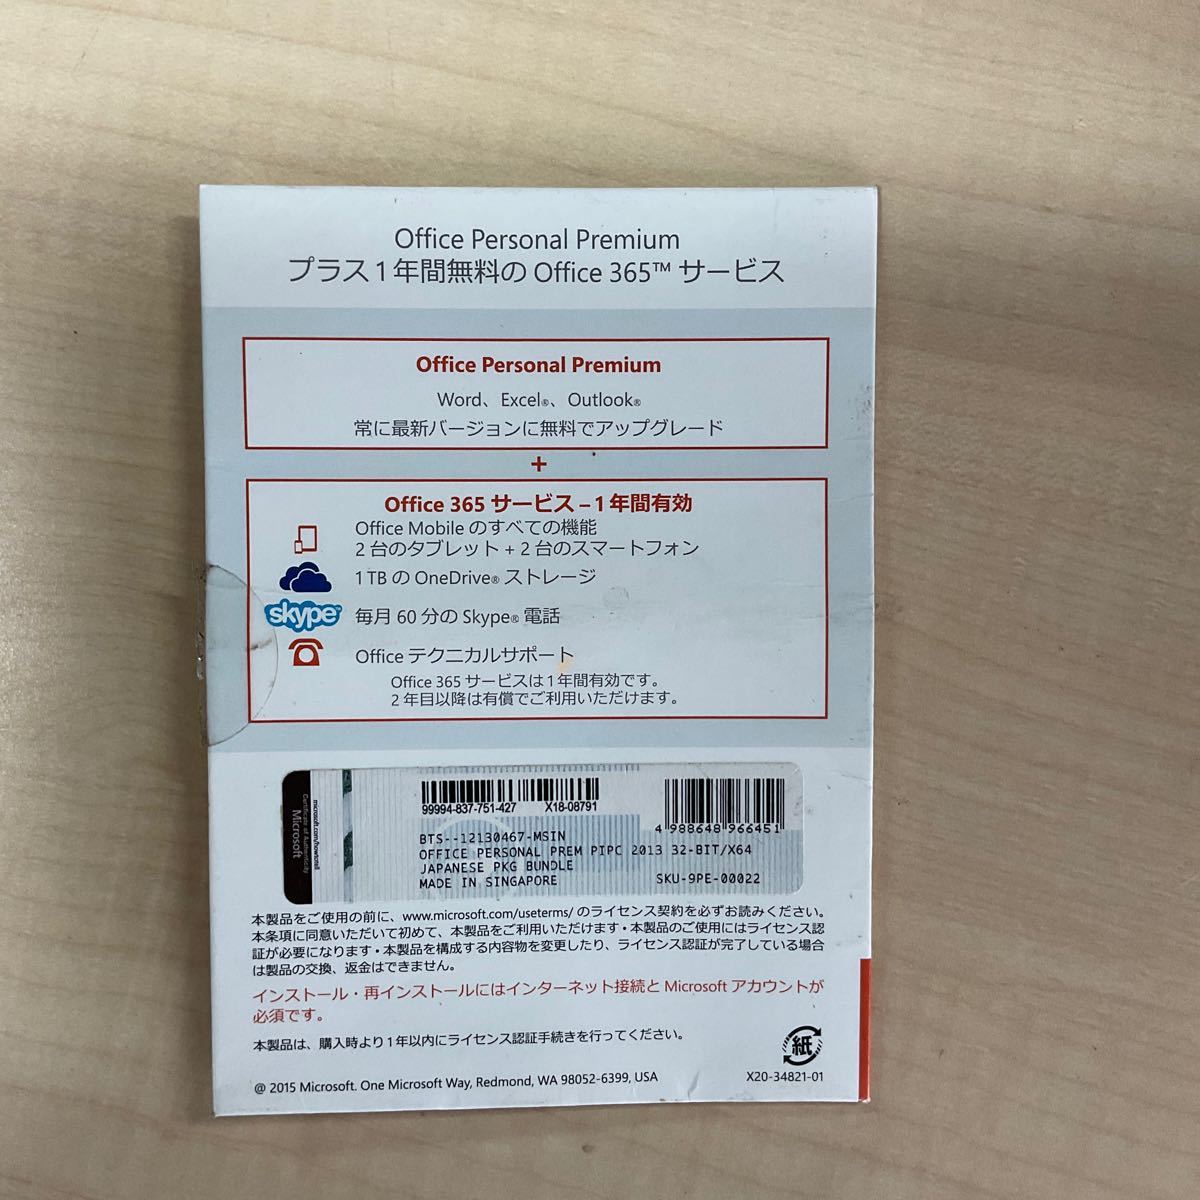 Office Personal Premium
プラス1年間無料の Office 365™ サービス
Office Personal Premium
Word、Excel®、Outlook®
常に最新バージョンに無料でアップグレード
+
Office 365 サービス – 1 年間有効
Office Mobile のすべての機能
2 台のタブレット + 2 台のスマートフォン
1 TB の OneDrive® ストレージ
skype™
毎月 60 分の Skype® 電話
Office テクニカルサポート
Office 365 サービスは 1 年間有効です。
2 年目以降は有償でご利用いただけます。
microsoft.com/howtotell
Certificate of Authenticity
Microsoft
99994-837-751-427 X18-08791
4 988648 966451
BTS--12130467-MSIN
OFFICE PERSONAL PREM PIPC 2013 32-BIT/X64
JAPANESE PKG BUNDLE
MADE IN SINGAPORE SKU-9PE-00022
本製品をご使用の前に、www.microsoft.com/useterms/ のライセンス契約を必ずお読みください。
本条項に同意いただいて初めて、本製品をご利用いただけます・本製品のご使用にはライセンス認
証が必要になります・本製品を構成する内容物を変更したり、ライセンス認証が完了している場合
は製品の交換、返金はできません。
インストール・再インストールにはインターネット接続と Microsoft アカウントが
必須です。
本製品は、購入時より 1 年以内にライセンス認証手続きを行ってください。
紙
@ 2015 Microsoft. One Microsoft Way, Redmond, WA 98052-6399, USA X20-34821-01